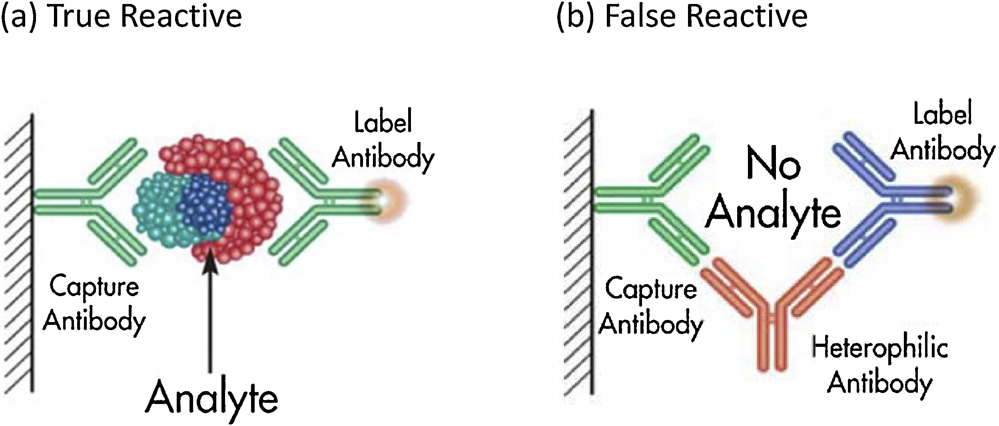 (a) True Reactive
Label
Antibody
Capture
Antibody
Analyte
(b) False Reactive
Label
Antibody
No
Analyte
Capture
Antibody
Heterophilic
Antibody